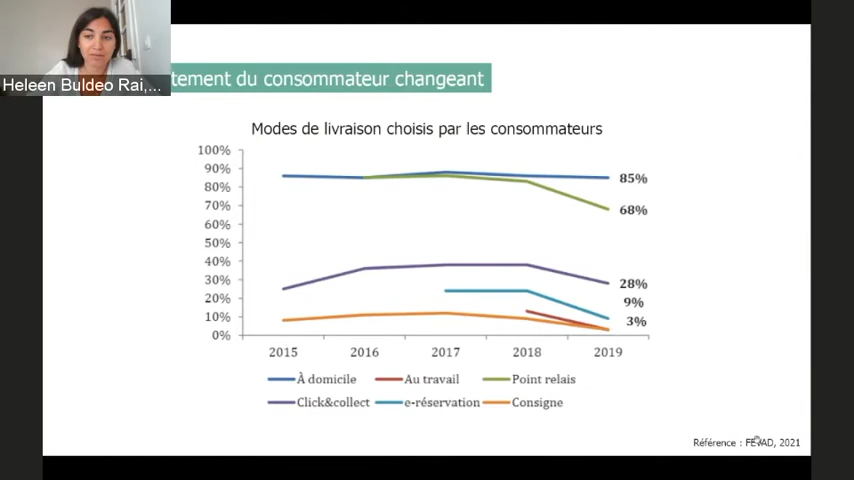 Heleen Buldeo Rai,...
tement du consommateur changeant
Modes de livraison choisis par les consommateurs
100%
90%
80%
70%
60%
50%
40%
30%
20%
10%
0%
85%
68%
28%
9%
3%
2015 2016 2017 2018 2019
À domicile Au travail Point relais
Click&collect e-réservation Consigne
Référence : FEVAD, 2021